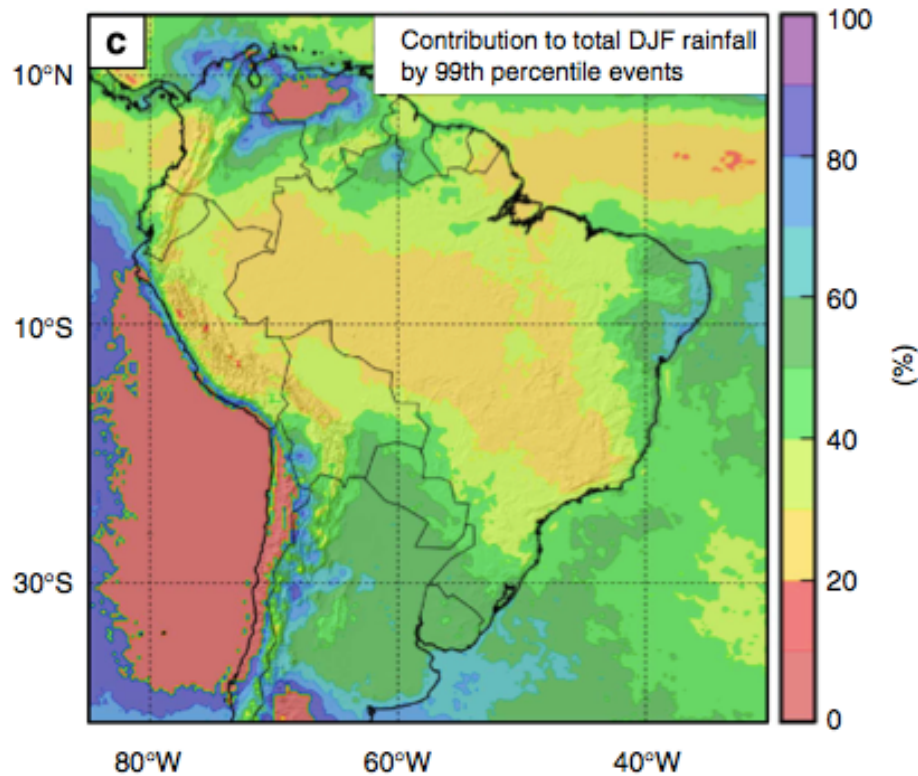 c
Contribution to total DJF rainfall
by 99th percentile events
100
80
60
40
20
0
(%)
10°N
10°S
30°S
80°W
60°W
40°W